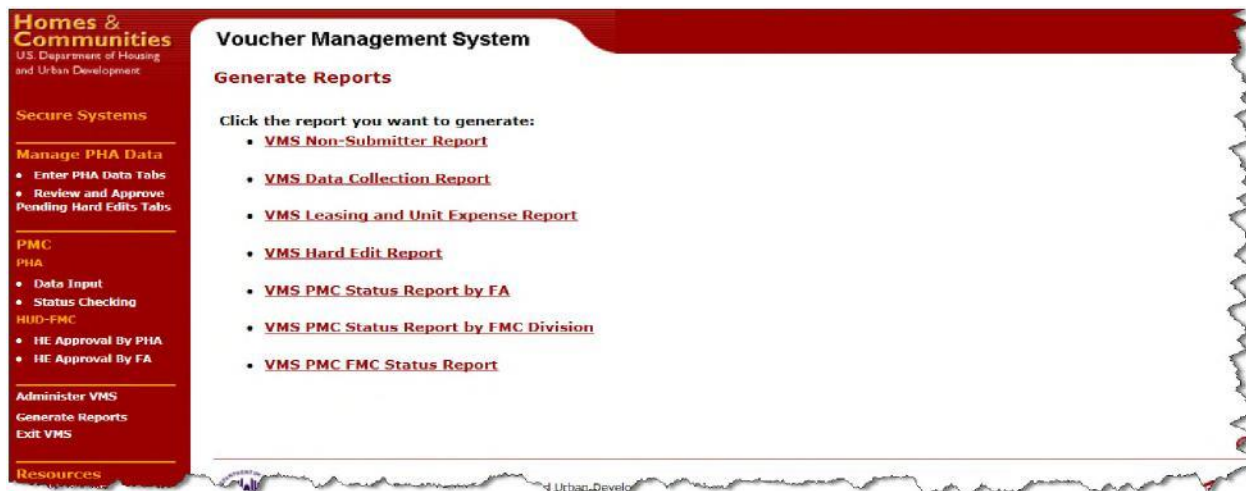 Homes &
Communities
U.S. Department of Housing
and Urban Development
Secure Systems
Manage PHA Data
• Enter PHA Data Tabs
• Review and Approve
Pending Hard Edits Tabs
PMC
PHA
• Data Input
• Status Checking
HUD-FMC
• HE Approval By PHA
• HE Approval By FA
Administer VMS
Generate Reports
Exit VMS
Resources
Voucher Management System
Generate Reports
Click the report you want to generate:
• VMS Non-Submitter Report
• VMS Data Collection Report
• VMS Leasing and Unit Expense Report
• VMS Hard Edit Report
• VMS PMC Status Report by FA
• VMS PMC Status Report by FMC Division
• VMS PMC FMC Status Report
d Urban Develo